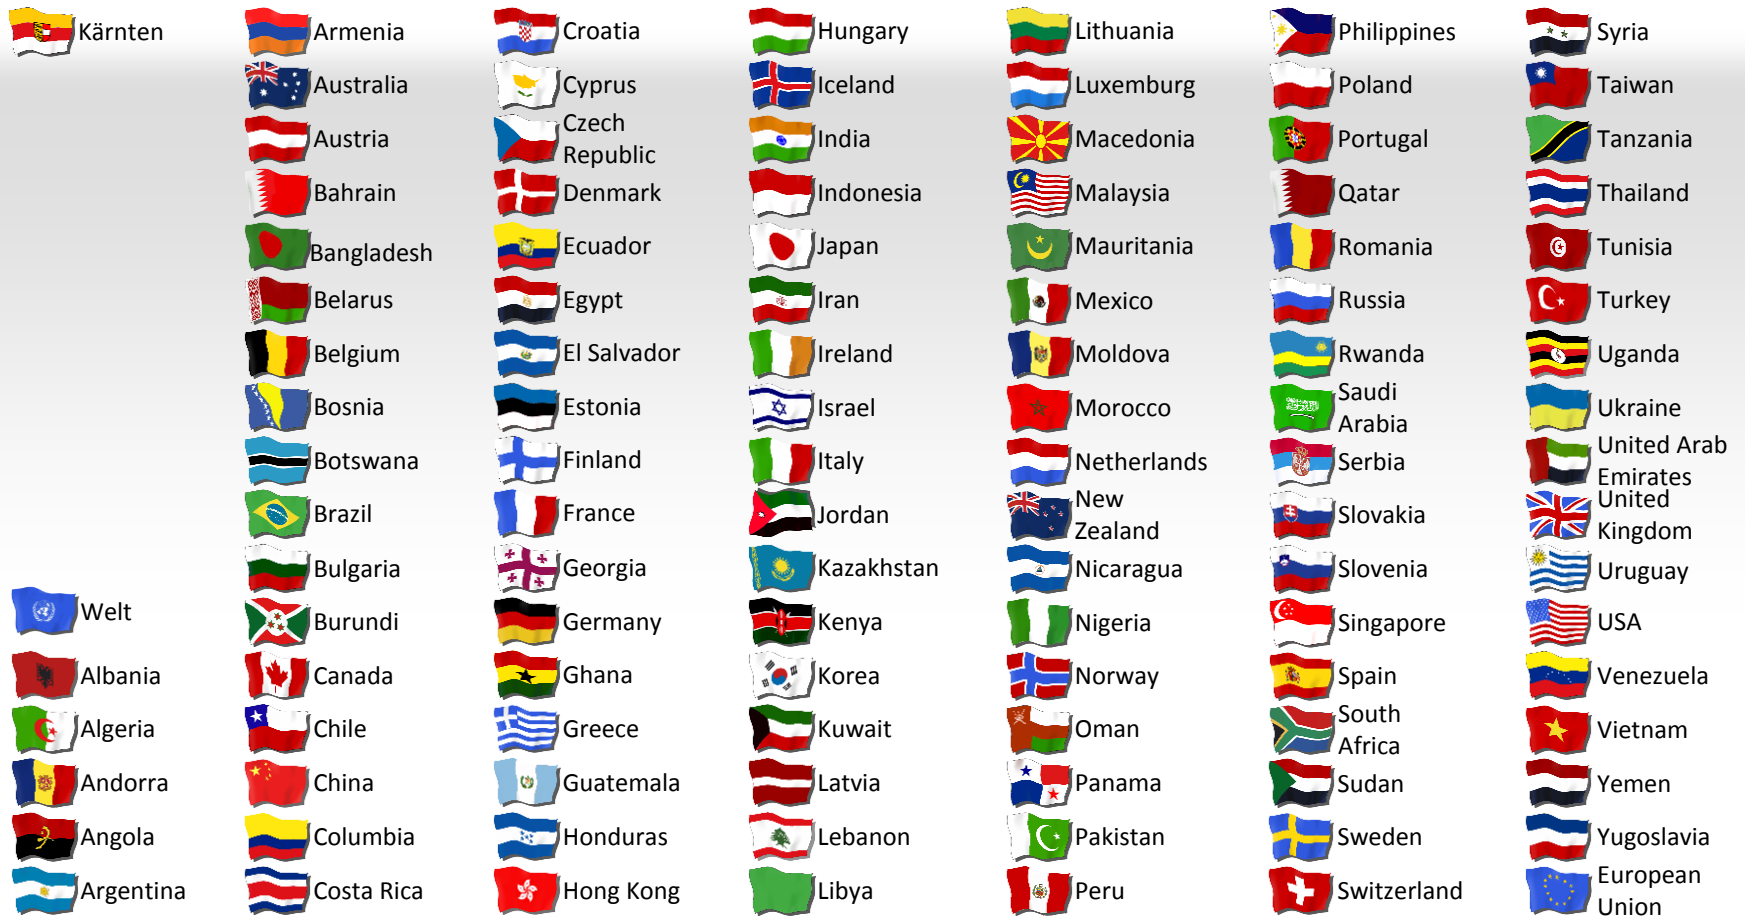 Kärnten
Welt
Albania
Algeria
Andorra
Angola
Argentina
Armenia
Australia
Austria
Bahrain
Bangladesh
Belarus
Belgium
Bosnia
Botswana
Brazil
Bulgaria
Burundi
Canada
Chile
China
Columbia
Costa Rica
Croatia
Cyprus
Czech
Republic
Denmark
Ecuador
Egypt
El Salvador
Estonia
Finland
France
Georgia
Germany
Ghana
Greece
Guatemala
Honduras
Hong Kong
Hungary
Iceland
India
Indonesia
Japan
Iran
Ireland
Israel
Italy
Jordan
Kazakhstan
Kenya
Korea
Kuwait
Latvia
Lebanon
Libya
Lithuania
Luxemburg
Macedonia
Malaysia
Mauritania
Mexico
Moldova
Morocco
Netherlands
New
Zealand
Nicaragua
Nigeria
Norway
Oman
Panama
Pakistan
Peru
Philippines
Poland
Portugal
Qatar
Romania
Russia
Rwanda
Saudi
Arabia
Serbia
Slovakia
Slovenia
Singapore
Spain
South
Africa
Sudan
Sweden
Switzerland
Syria
Taiwan
Tanzania
Thailand
Tunisia
Turkey
Uganda
Ukraine
United Arab
Emirates
United
Kingdom
Uruguay
USA
Venezuela
Vietnam
Yemen
Yugoslavia
European
Union